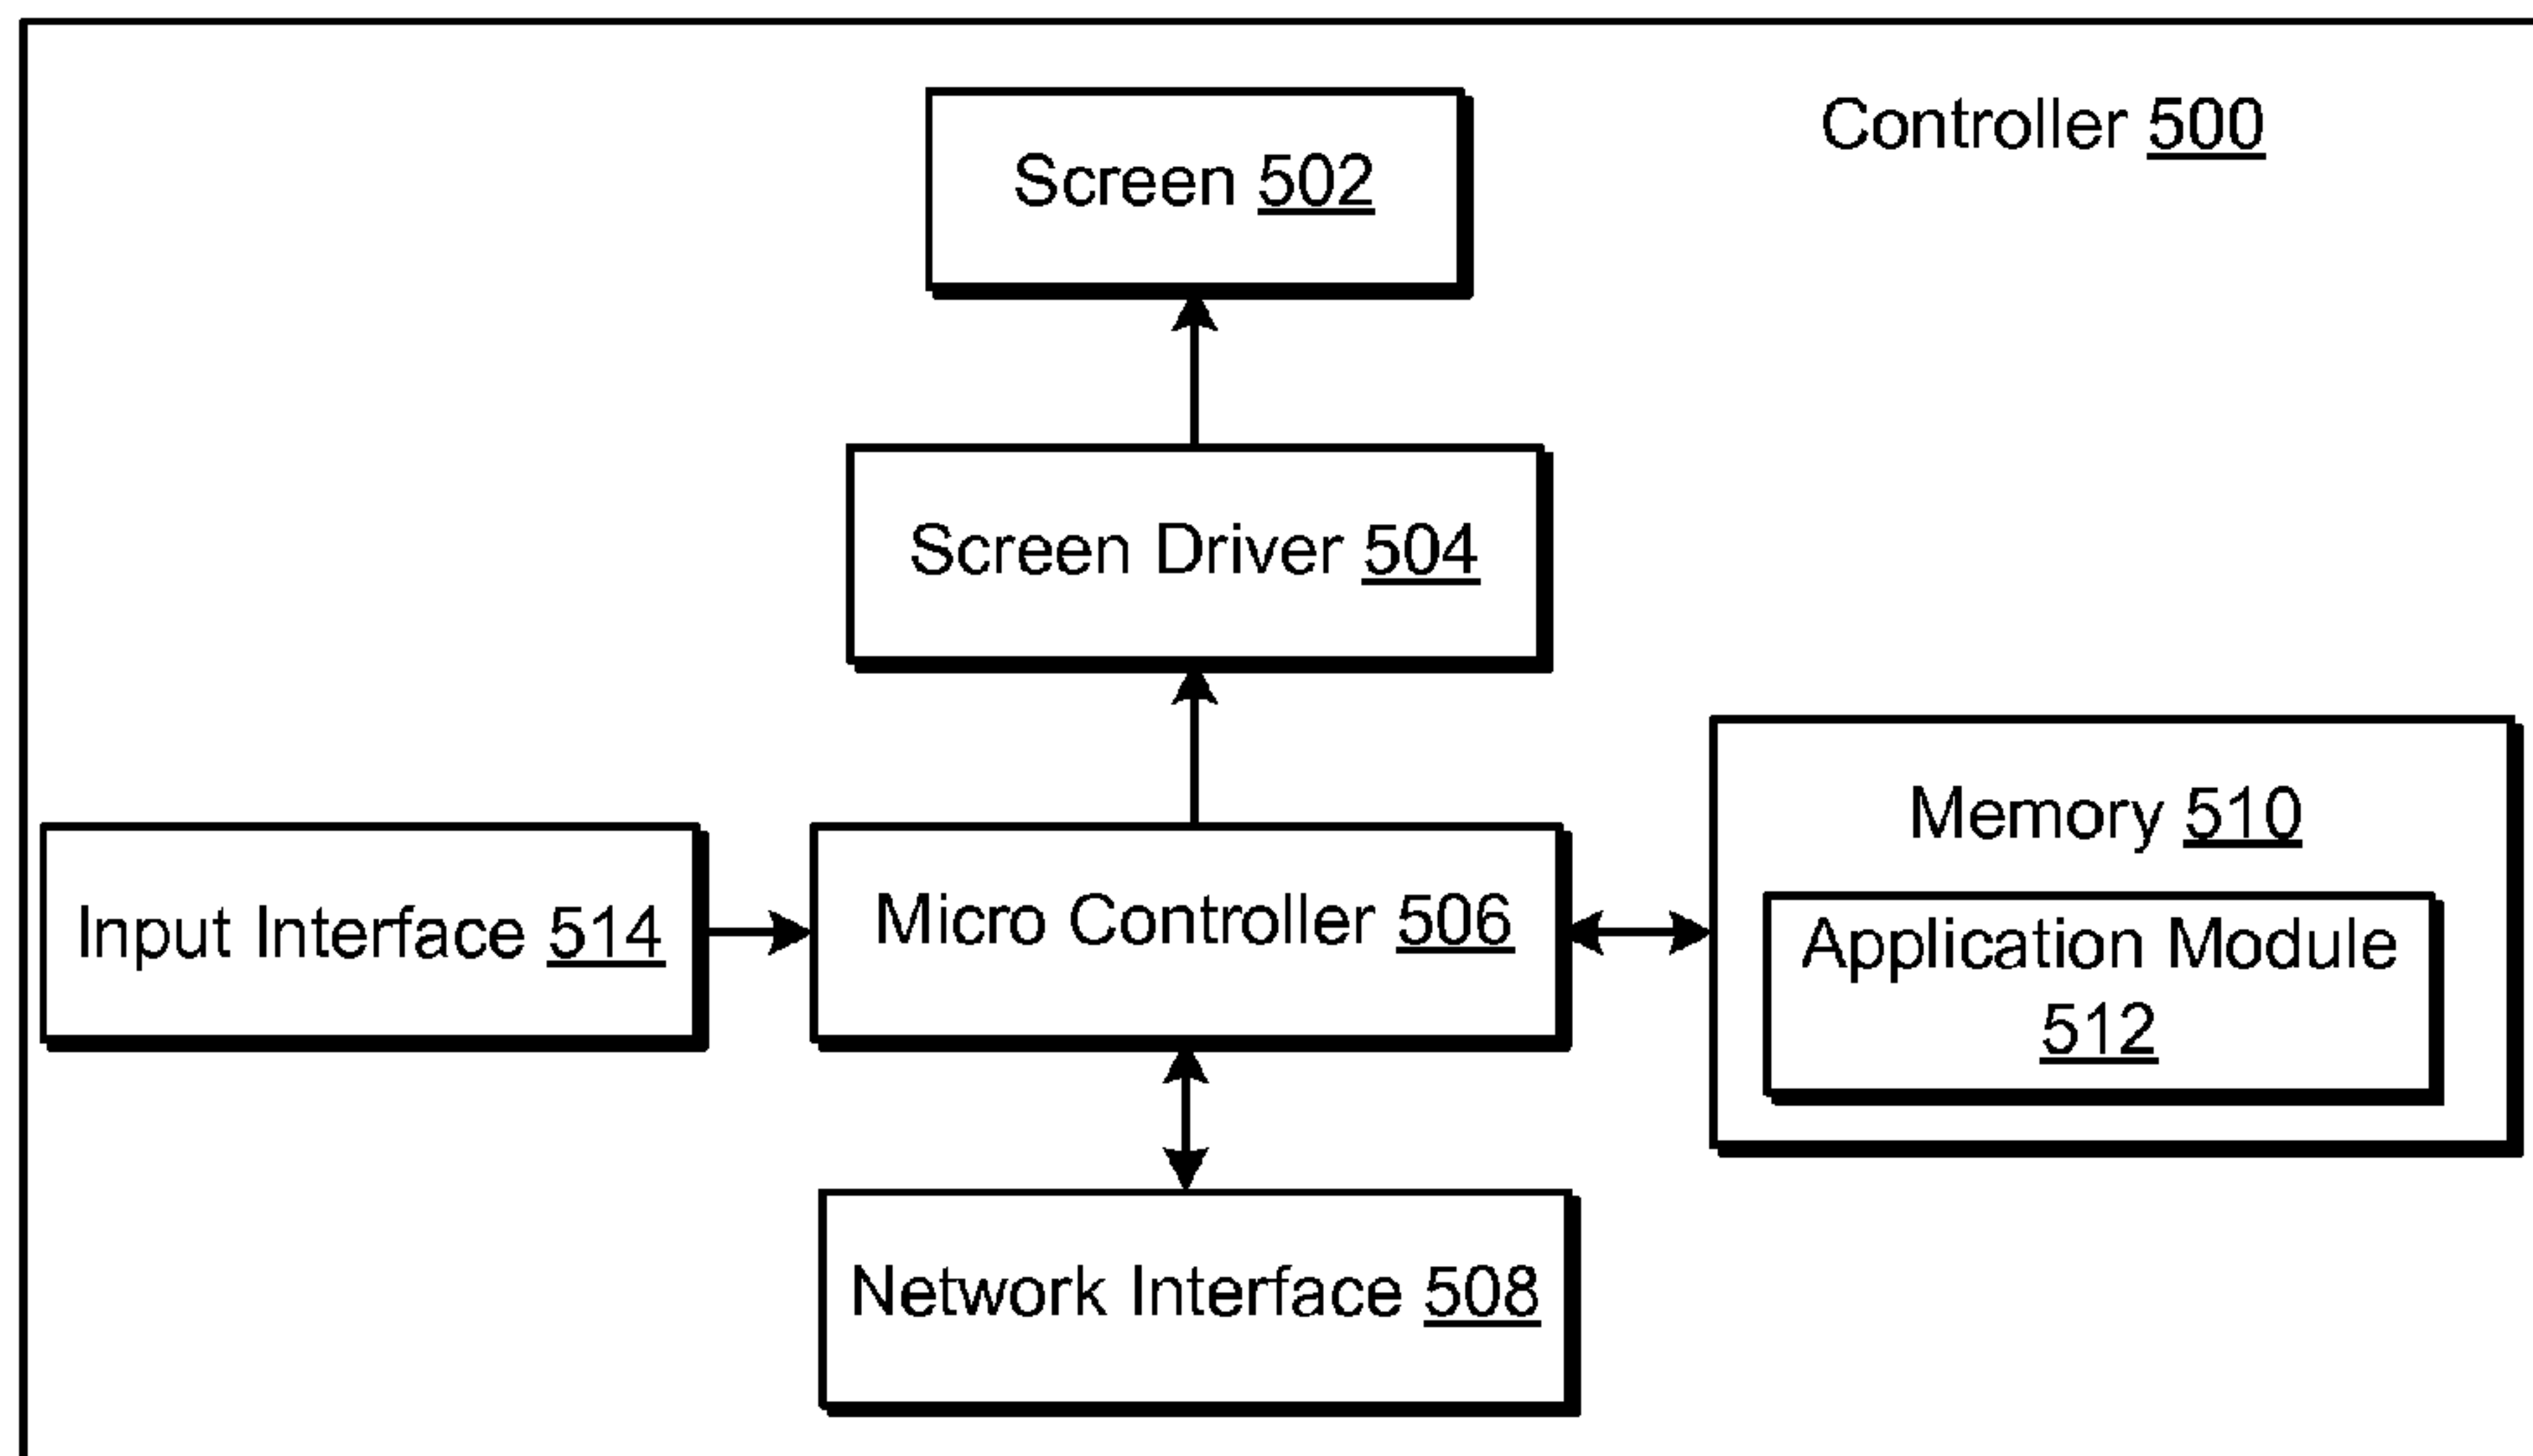 Controller 500
Screen 502
Screen Driver 504
Memory 510
Input Interface 514
Micro Controller 506
Application Module
512
Network Interface 508